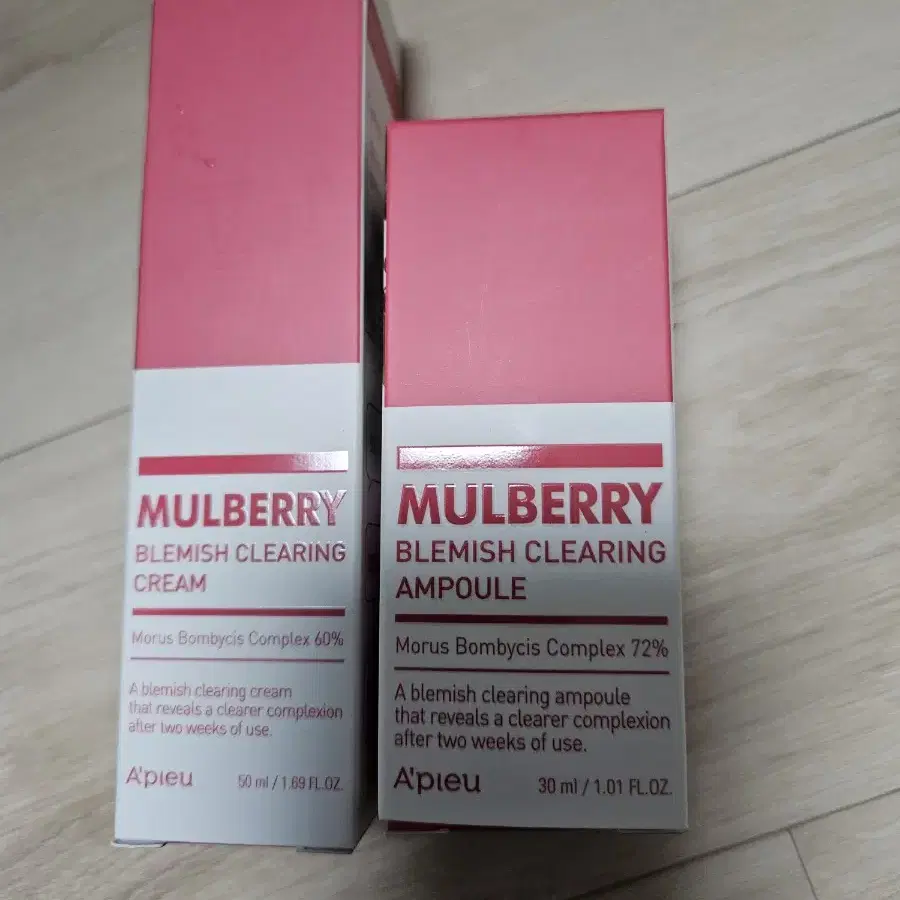 MULBERRY
BLEMISH CLEARING
CREAM
Morus Bombycis Complex 60%
A blemish clearing cream
that reveals a clearer complexion
after two weeks of use.
A'pieu
50 ml / 1.69 FL.OZ.
MULBERRY
BLEMISH CLEARING
AMPOULE
Morus Bombycis Complex 72%
A blemish clearing ampoule
that reveals a clearer complexion
after two weeks of use.
A'pieu
30 ml / 1.01 FL.OZ.